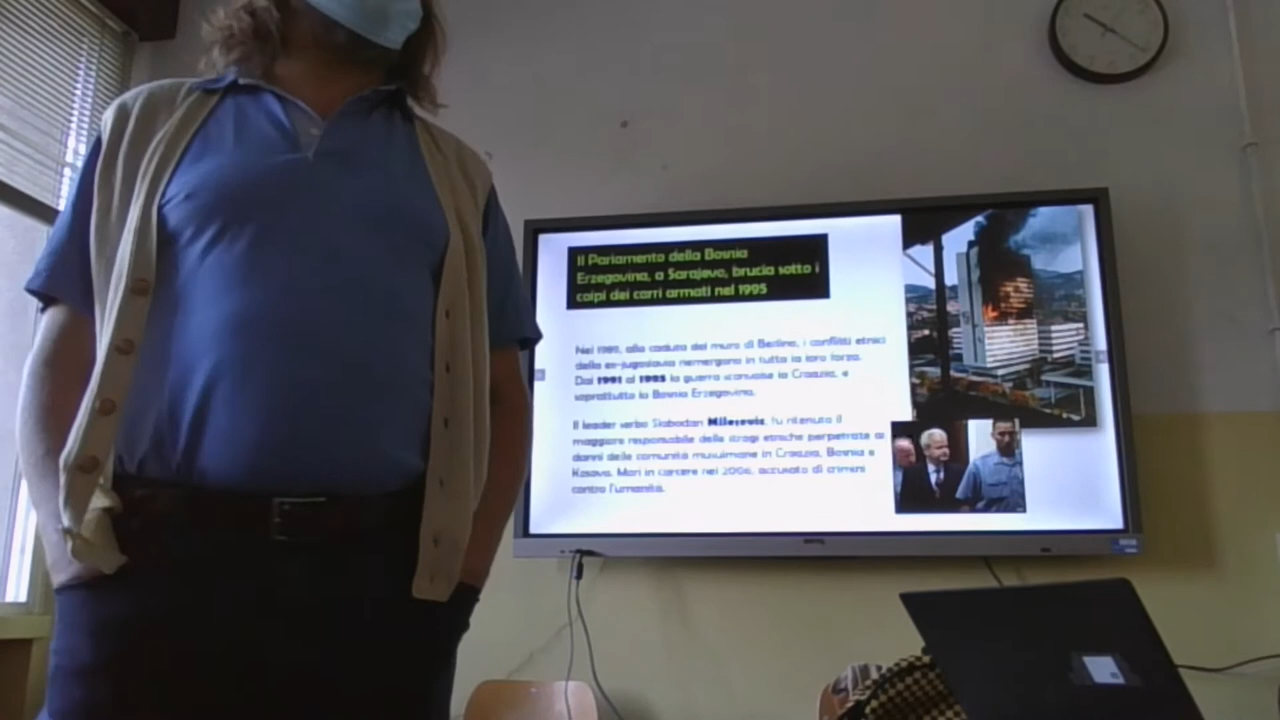 Il Parlamento della Bosnia
Erzegovina, a Sarajevo, brucia sotto i
colpi dei carri armati nel 1995
Nel 1989, alla caduta del muro di Berlino, i conflitti etnici
della ex-jugoslavia riemergono in tutta la loro forza.
Dal 1991 al 1995 la guerra sconvolse la Croazia, e
soprattutto la Bosnia Erzegovina.
Il leader serbo Slobodan Milosevic, fu ritenuto il
maggiore responsabile delle stragi etniche perpetrate ai
danni delle comunità musulmane in Croazia, Bosnia e
Kosovo. Morì in carcere nel 2006, accusato di crimini
contro l'umanità.
BENQ